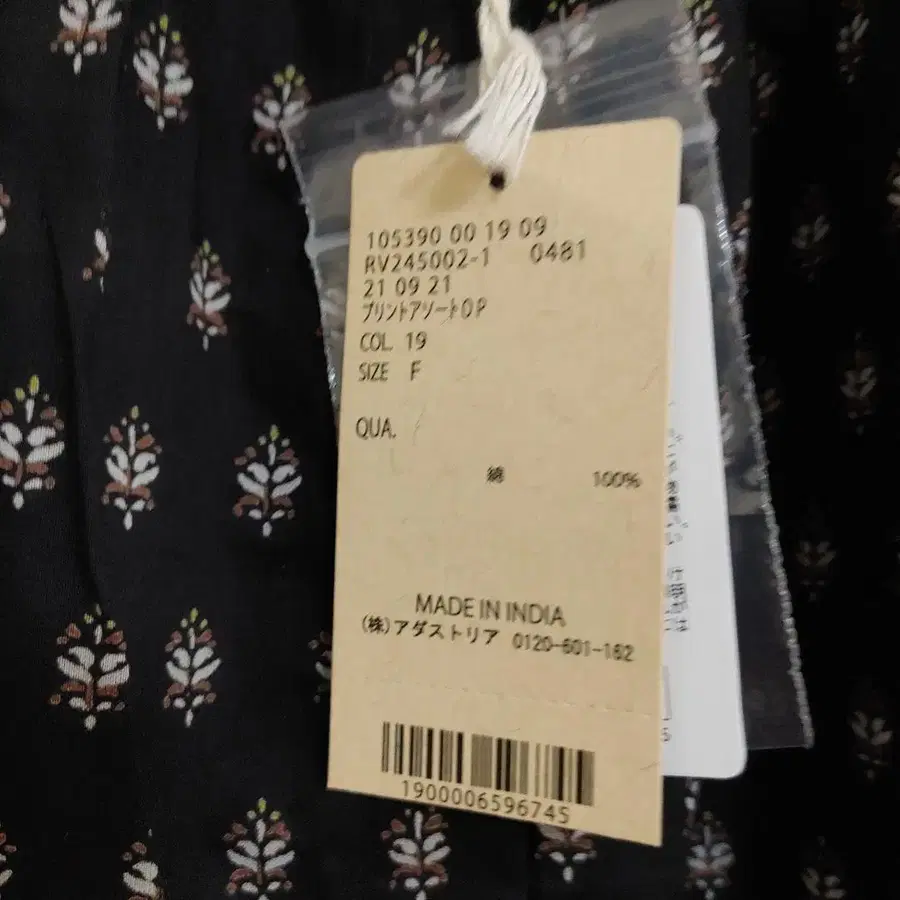 105390 00 19 09
RV245002-1 0481
21 09 21
プリントアソートOP
COL 19
SIZE F
QUA.
綿 100%
MADE IN INDIA
(株)アダストリア 0120-601-162
1900006596745